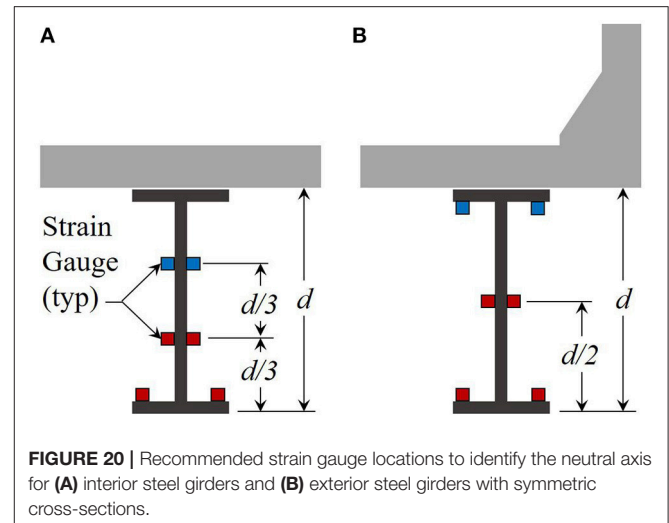 A
B
Strain
Gauge
(typ)
d/3
d
d/3
d
d/2
FIGURE 20 | Recommended strain gauge locations to identify the neutral axis
for (A) interior steel girders and (B) exterior steel girders with symmetric
cross-sections.